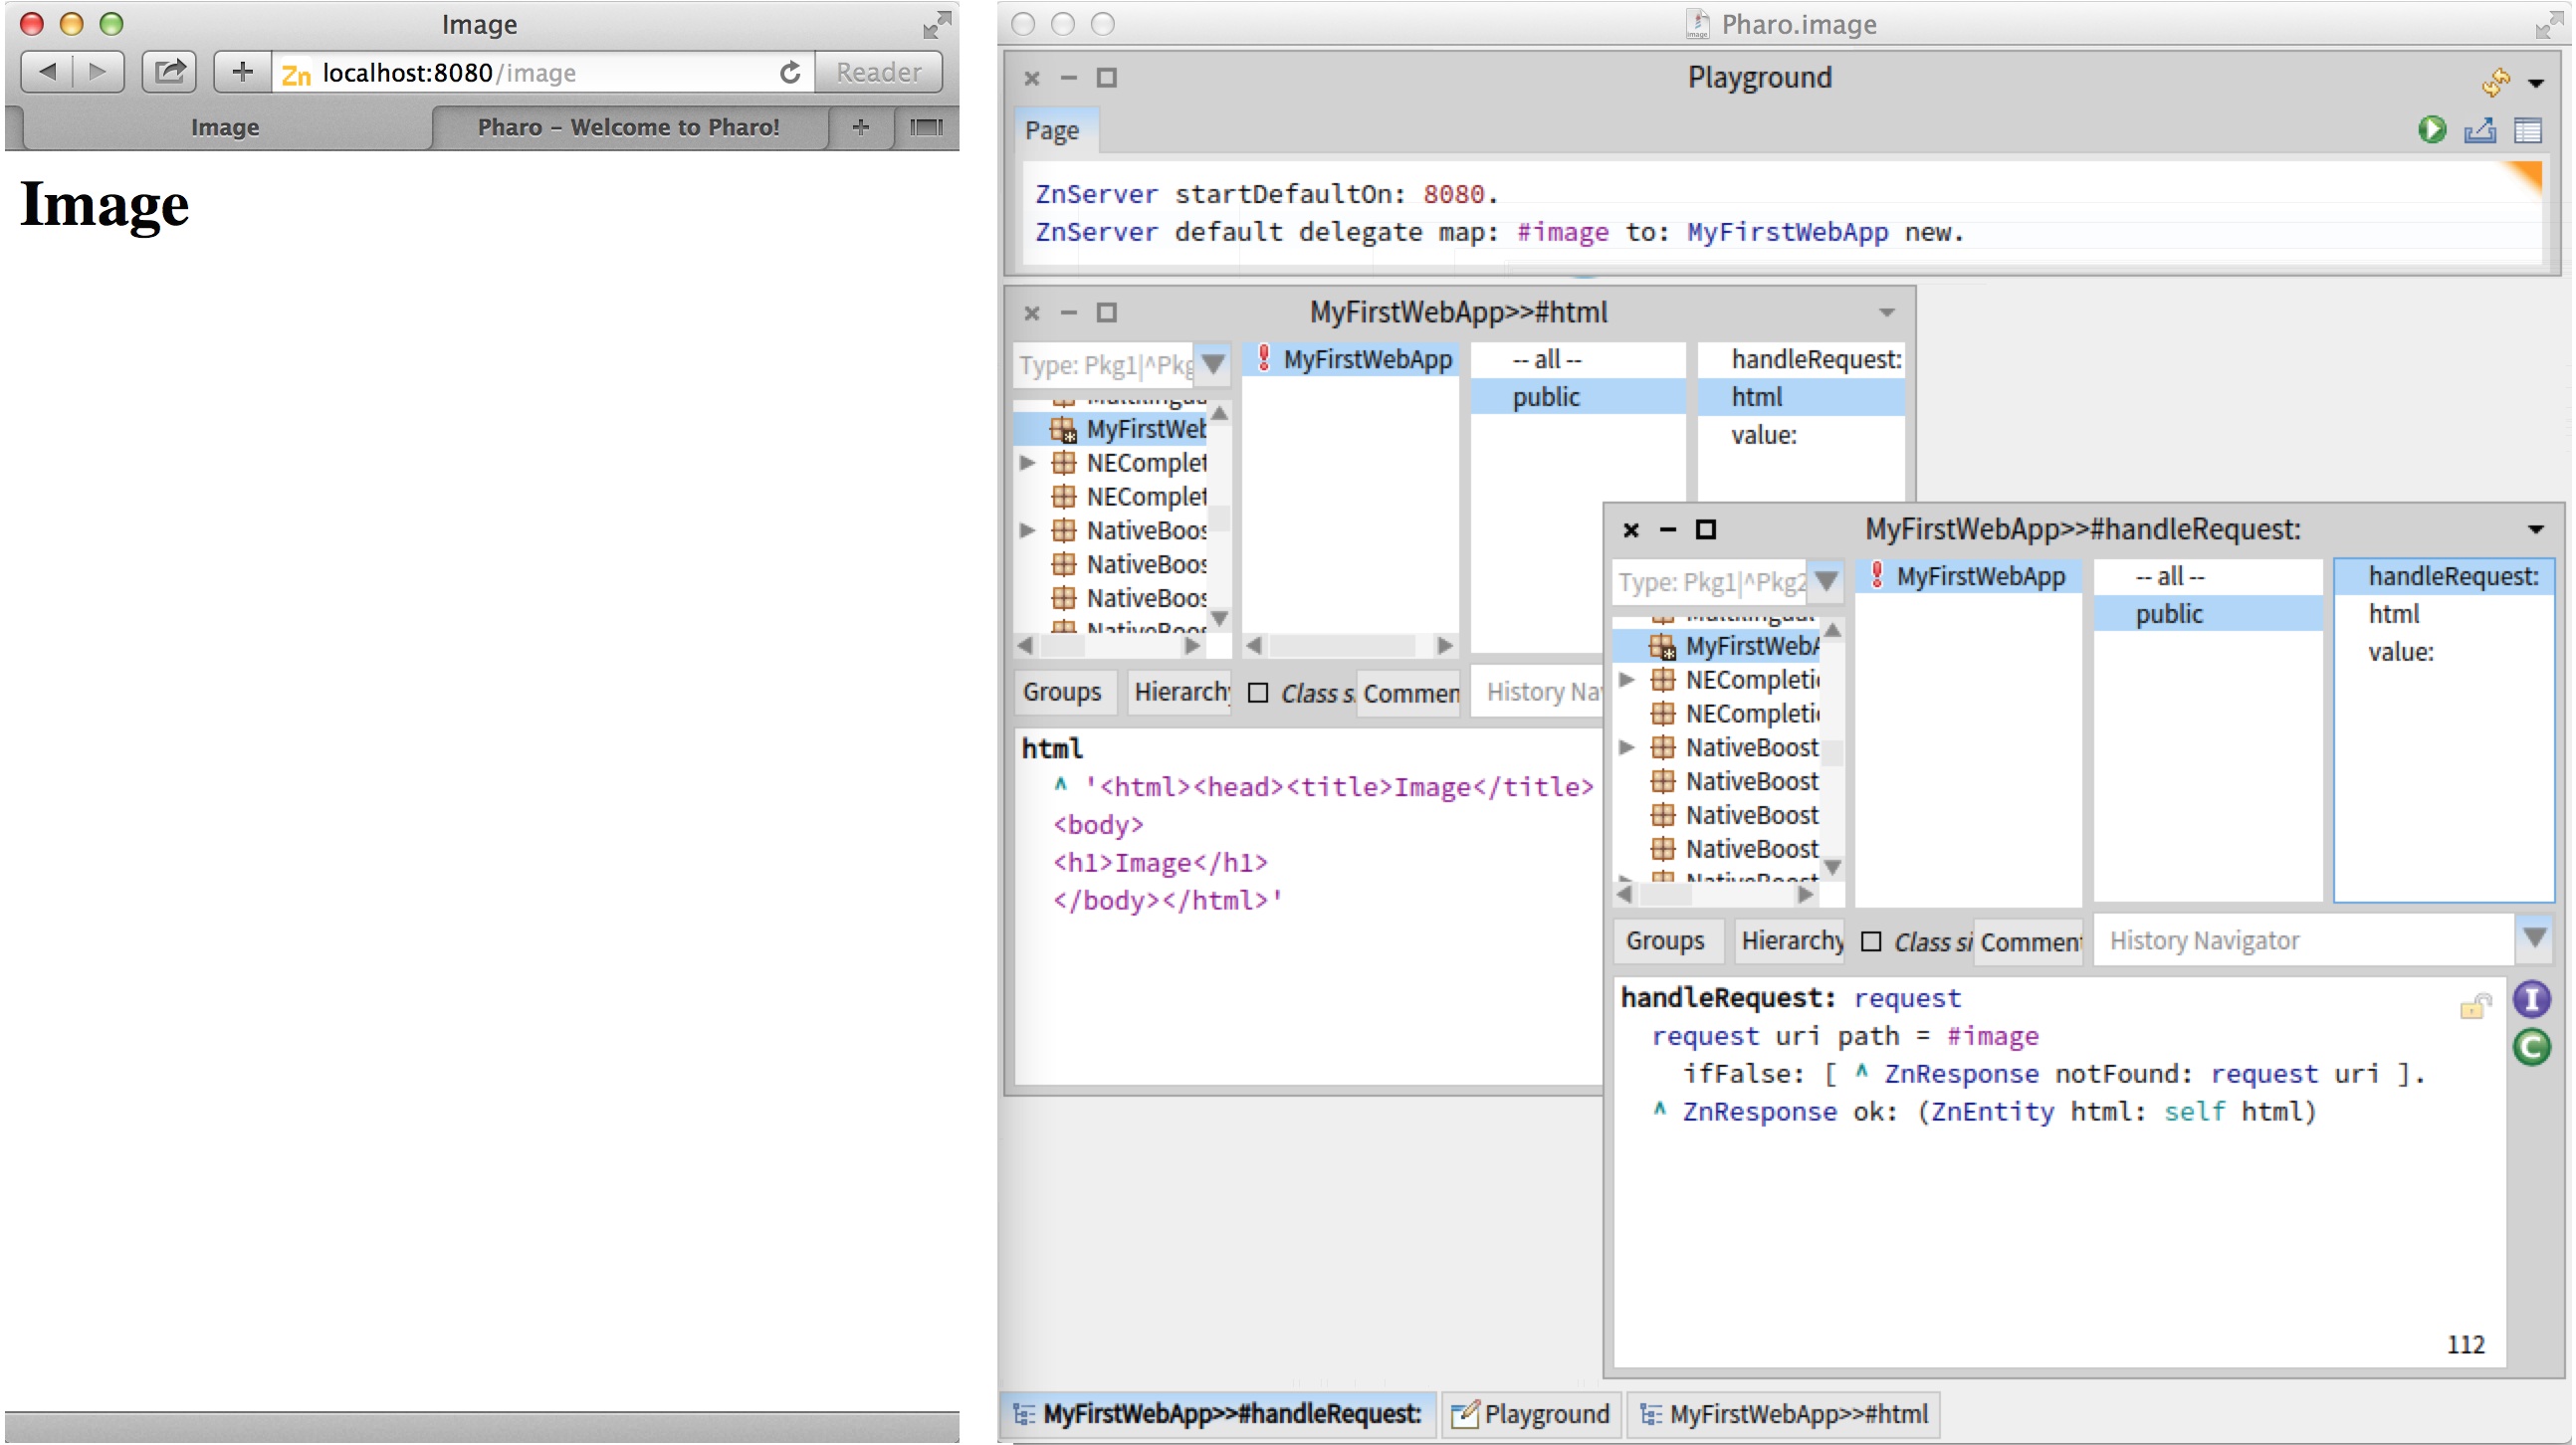 Image
localhost:8080/image
Reader
Image
Pharo – Welcome to Pharo!
Image
Pharo.image
Playground
Page
ZnServer startDefaultOn: 8080.
ZnServer default delegate map: #image to: MyFirstWebApp new.
MyFirstWebApp>>#html
Type: Pkg1|^Pkg
MyFirstWebApp
-- all --
public
handleRequest:
html
value:
MyFirstWeb
NEComplet
NEComplet
NativeBoos
NativeBoos
NativeBoos
NativeBoos
Groups
Hierarchy
Class s
Commen
History Na
html
^ '<html><head><title>Image</title>
<body>
<h1>Image</h1>
</body></html>'
MyFirstWebApp>>#handleRequest:
Type: Pkg1|^Pkg2
MyFirstWebApp
-- all --
public
handleRequest:
html
value:
Multilingual
MyFirstWebA
NECompleti
NECompleti
NativeBoost
NativeBoost
NativeBoost
NativeBoost
NativeBoost
Groups
Hierarchy
Class si
Comment
History Navigator
handleRequest: request
request uri path = #image
ifFalse: [ ^ ZnResponse notFound: request uri ].
^ ZnResponse ok: (ZnEntity html: self html)
112
MyFirstWebApp>>#handleRequest:
Playground
MyFirstWebApp>>#html